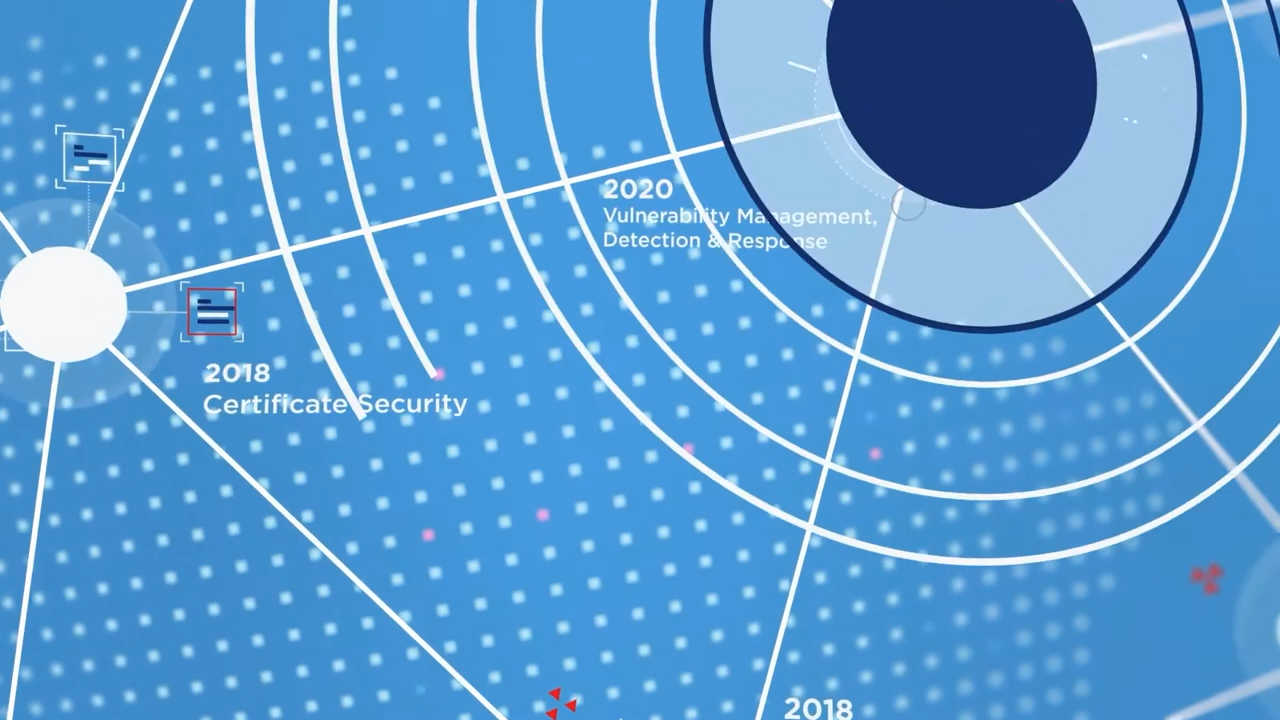 2020
Vulnerability Management,
Detection & Response
2018
Certificate Security
2018